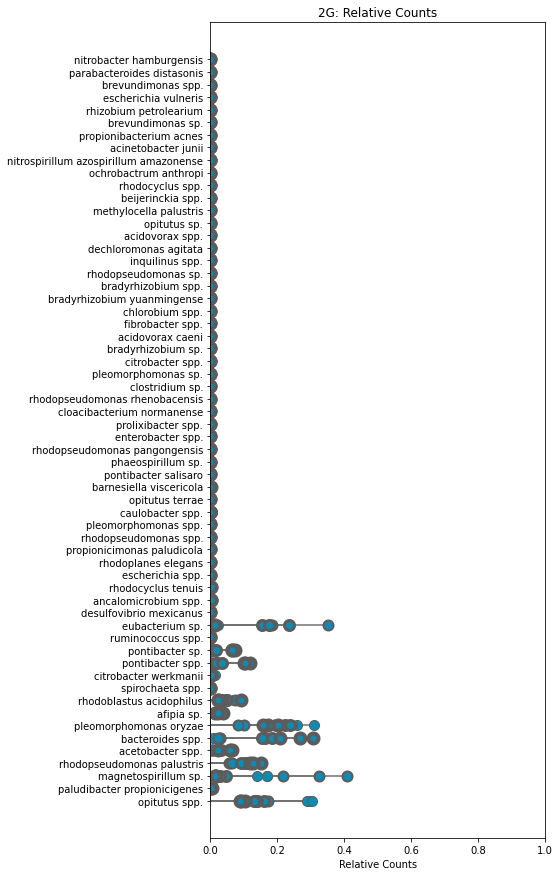 2G: Relative Counts
nitrobacter hamburgensis
parabacteroides distasonis
brevundimonas spp.
escherichia vulneris
rhizobium petrolearium
brevundimonas sp.
propionibacterium acnes
acinetobacter junii
nitrospirillum azospirillum amazonense
ochrobactrum anthropi
rhodocyclus spp.
beijerinckia spp.
methylocella palustris
opitutus sp.
acidovorax spp.
dechloromonas agitata
inquilinus spp.
rhodopseudomonas sp.
bradyrhizobium spp.
bradyrhizobium yuanmingense
chlorobium spp.
fibrobacter spp.
acidovorax caeni
bradyrhizobium sp.
citrobacter spp.
pleomorphomonas sp.
clostridium sp.
rhodopseudomonas rhenobacensis
cloacibacterium normanense
prolixibacter spp.
enterobacter spp.
rhodopseudomonas pangongensis
phaeospirillum sp.
pontibacter salisaro
barnesiella viscericola
opitutus terrae
caulobacter spp.
pleomorphomonas spp.
rhodopseudomonas spp.
propionicimonas paludicola
rhodoplanes elegans
escherichia spp.
rhodocyclus tenuis
ancalomicrobium spp.
desulfovibrio mexicanus
eubacterium sp.
ruminococcus spp.
pontibacter sp.
pontibacter spp.
citrobacter werkmanii
spirochaeta spp.
rhodoblastus acidophilus
afipia sp.
pleomorphomonas oryzae
bacteroides spp.
acetobacter spp.
rhodopseudomonas palustris
magnetospirillum sp.
paludibacter propionicigenes
opitutus spp.
0.0 0.2 0.4 0.6 0.8 1.0
Relative Counts